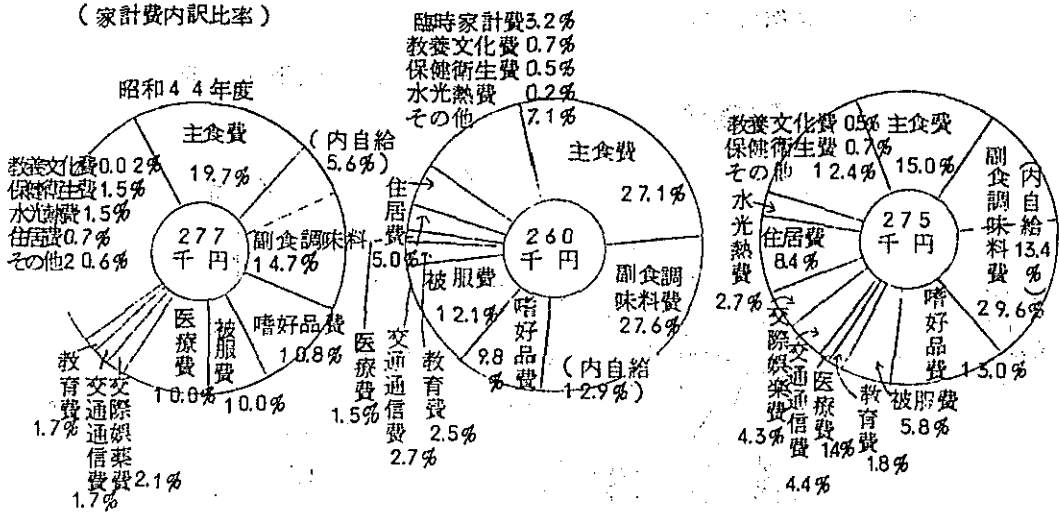 (家計費内訳比率)
昭和44年度
主食費
19.7%
(内自給
5.6%)
副食調味料
14.7%
嗜好品費
10.8%
被服費
10.0%
医療費
10.0%
交際娯楽費
2.1%
交通通信費
1.7%
教育費
1.7%
教養文化費0.02%
保健衛生費1.5%
水光熱費1.5%
住居費0.7%
その他20.6%
277
千円
臨時家計費3.2%
教養文化費0.7%
保健衛生費0.5%
水光熱費 0.2%
その他 7.1%
主食費
27.1%
副食調
味料費
27.6%
(内自給
12.9%)
嗜好品費
9.8
%
被服費
12.1%
教育費
2.5%
交通通信費
2.7%
医療費
1.5%
住居費
5.0%
260
千円
教養文化費0.5%
保健衛生費0.7%
その他 12.4%
主食費
15.0%
副食調味料費
29.6%
(内自給
13.4
%)
嗜好品費
13.0%
被服費
5.8%
教育費
1.8%
医療費
1.4%
交通通信費
4.4%
交際娯楽費
4.3%
住居費
8.4%
水光熱費
2.7%
275
千円